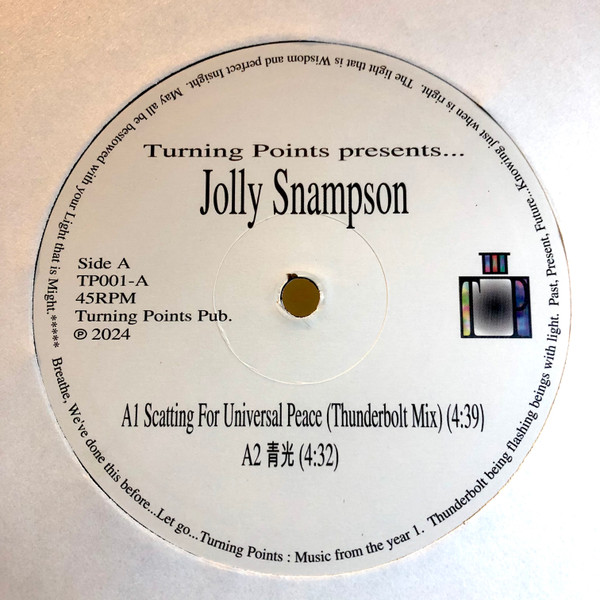 Turning Points presents...
Jolly Snampson
Side A
TP001-A
45RPM
Turning Points Pub.
℗ 2024
TP
A1 Scatting For Universal Peace (Thunderbolt Mix) (4:39)
A2 青光 (4:32)
Breathe, We've done this before...Let go...Turning Points : Music from the year 1. Thunderbolt being flashing beings with light. Past, Present, Future...Knowing just when is right. The light that is Wisdom and perfect Insight. May all be bestowed with your Light that is Might.*****